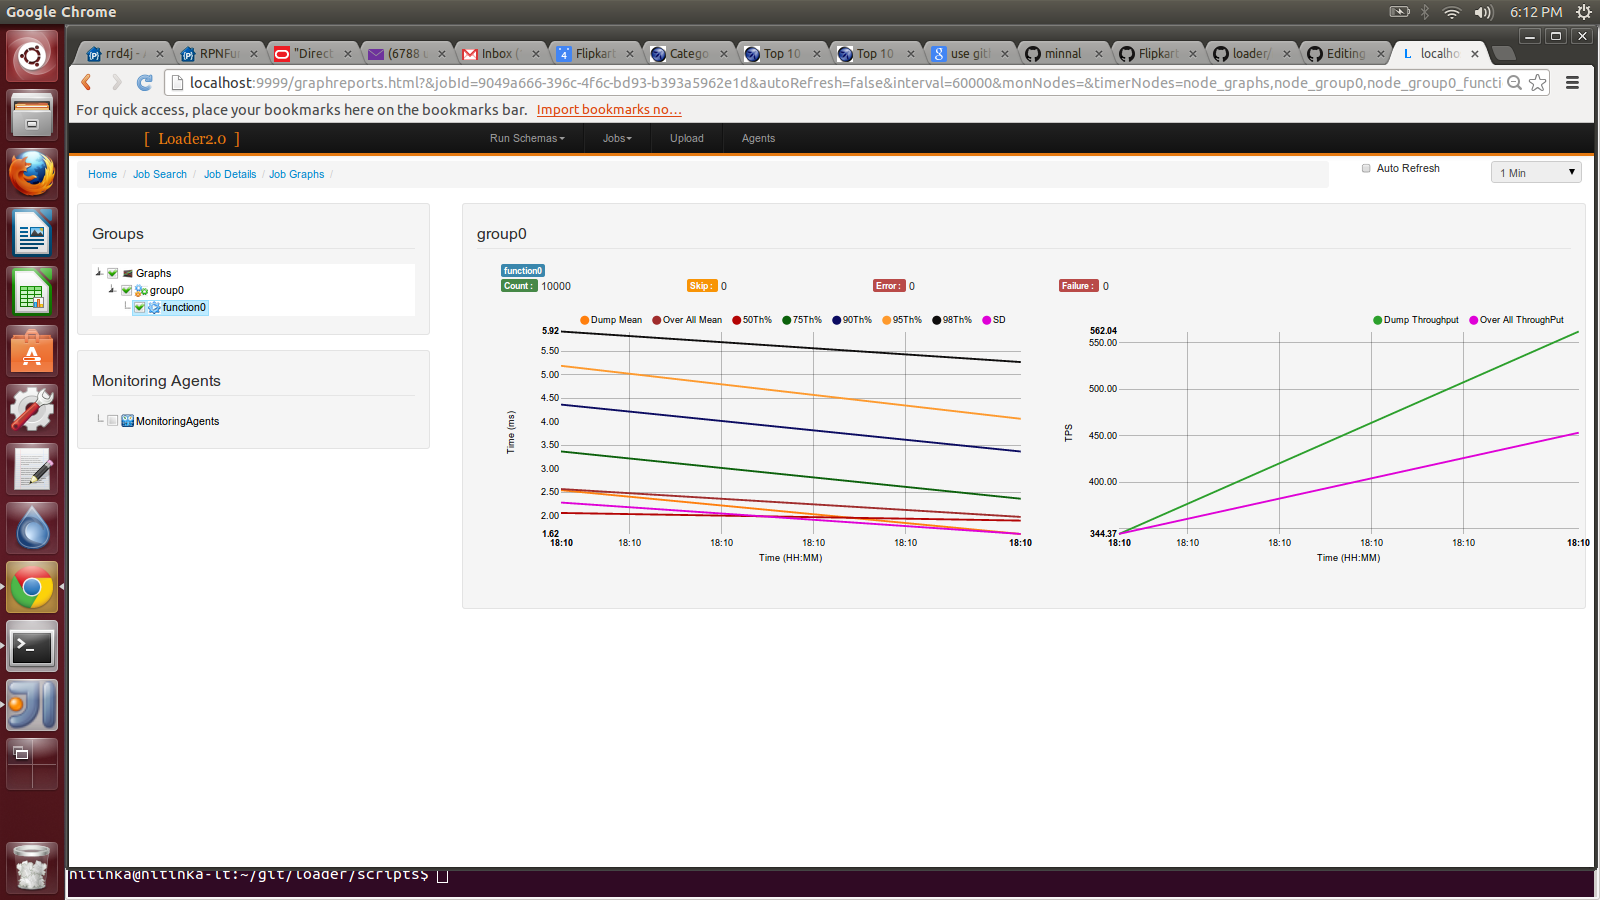 Google Chrome
6:12 PM
rrd4j - 
RPNFun
"Direct
(6788 u
Inbox (
Flipkart
Catego
Top 10
Top 10
use giti
minnal
Flipkart
loader/
Editing
localho
localhost:9999/graphreports.html?&jobId=9049a666-396c-4f6c-bd93-b393a5962e1d&autoRefresh=false&interval=60000&monNodes=&timerNodes=node_graphs,node_group0,node_group0_functi
For quick access, place your bookmarks here on the bookmarks bar. Import bookmarks no...
[ Loader2.0 ]
Run Schemas
Jobs
Upload
Agents
Home / Job Search / Job Details / Job Graphs /
Auto Refresh
1 Min
Groups
Graphs
group0
function0
Monitoring Agents
MonitoringAgents
group0
function0
Count : 10000
Skip : 0
Error : 0
Failure : 0
Dump Mean Over All Mean 50Th% 75Th% 90Th% 95Th% 98Th% SD
5.92
5.50
5.00
4.50
4.00
3.50
3.00
2.50
2.00
1.62
Time (ms)
18:10 18:10 18:10 18:10 18:10 18:10
Time (HH:MM)
Dump Throughput Over All ThroughPut
562.04
550.00
500.00
450.00
400.00
344.37
TPS
18:10 18:10 18:10 18:10 18:10 18:10
Time (HH:MM)
nitinka@nitinka-lt:~/git/loader/scripts$